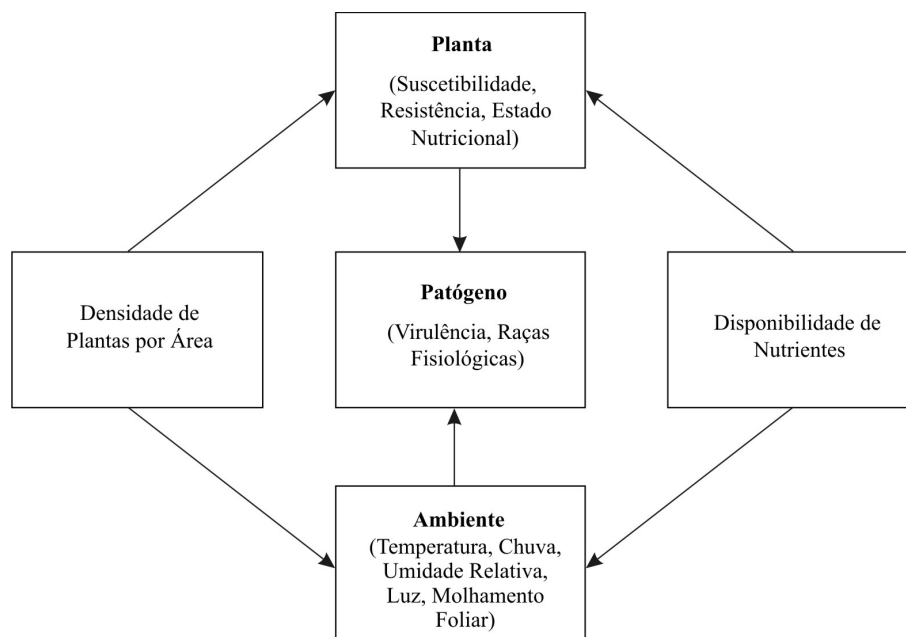 Planta
(Suscetibilidade,
Resistência, Estado
Nutricional)
Densidade de
Plantas por Área
Patógeno
(Virulência, Raças
Fisiológicas)
Disponibilidade de
Nutrientes
Ambiente
(Temperatura, Chuva,
Umidade Relativa,
Luz, Molhamento
Foliar)